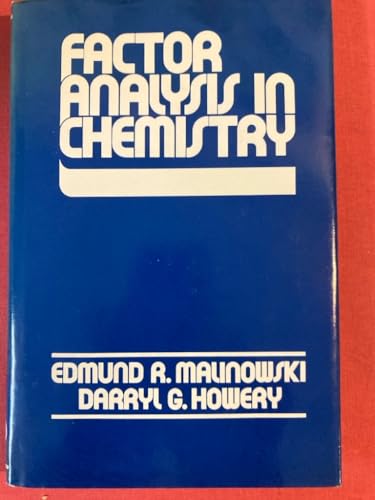 FACTOR
ANALYSIS IN
CHEMISTRY
EDMUND R. MALINOWSKI
DARRYL G. HOWERY